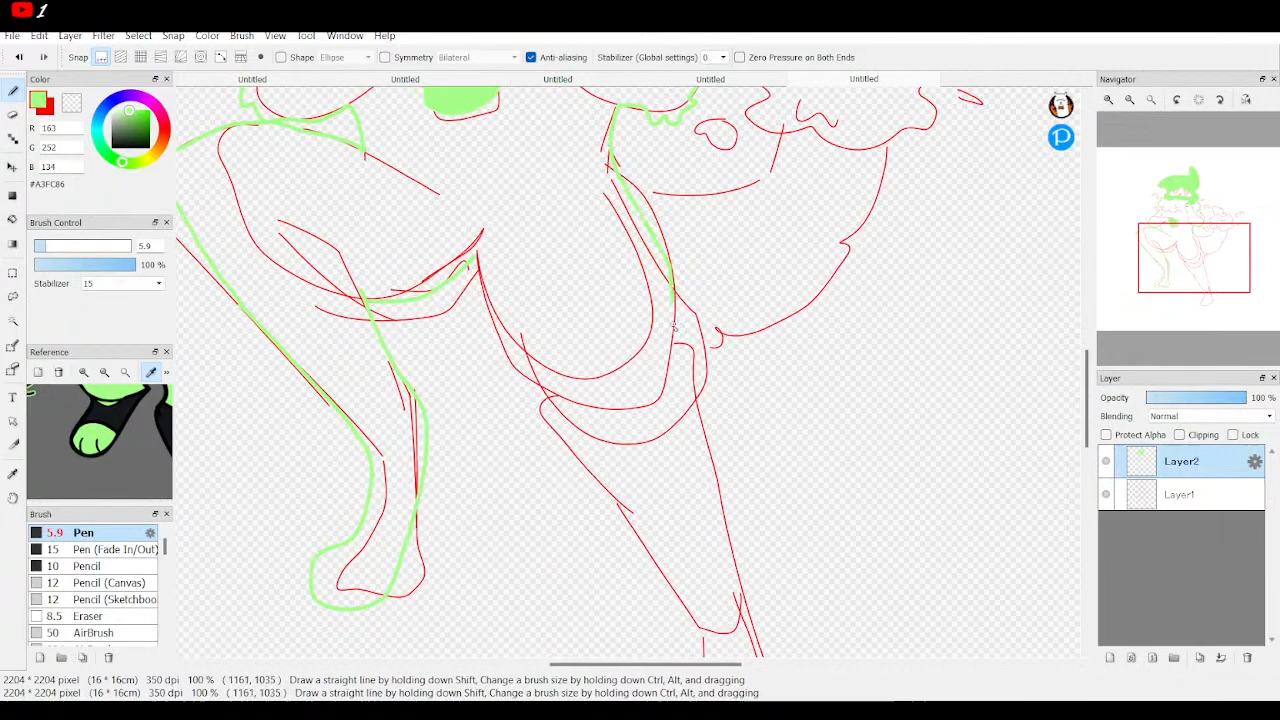 1
File Edit Layer Filter Select Snap Color Brush View Tool Window Help
Snap Shape Ellipse Symmetry Bilateral Anti-aliasing Stabilizer (Global settings) 0 Zero Pressure on Both Ends
Color
Untitled Untitled Untitled Untitled Untitled
Navigator
R 163
G 252
B 134
#A3FC86
Brush Control
5.9
100 %
Stabilizer 15
Reference
»
Layer
Opacity 100 %
Blending Normal
Protect Alpha Clipping Lock
Layer2
Layer1
Brush
5.9 Pen
15 Pen (Fade In/Out)
10 Pencil
12 Pencil (Canvas)
12 Pencil (Sketchboo
8.5 Eraser
50 AirBrush
2204 * 2204 pixel (16 * 16cm) 350 dpi 100 % ( 1161, 1035) Draw a straight line by holding down Shift, Change a brush size by holding down Ctrl, Alt, and dragging
2204 * 2204 pixel (16 * 16cm) 350 dpi 100 % ( 1161, 1035) Draw a straight line by holding down Shift, Change a brush size by holding down Ctrl, Alt, and dragging